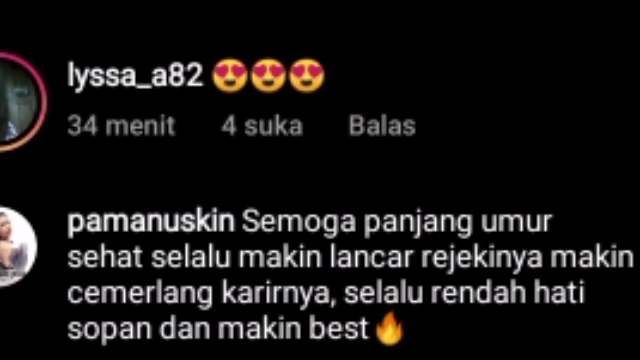 lyssa_a82 😍😍😍
34 menit 4 suka Balas
pamanuskin Semoga panjang umur
sehat selalu makin lancar rejekinya makin
cemerlang karirnya, selalu rendah hati
sopan dan makin best🔥